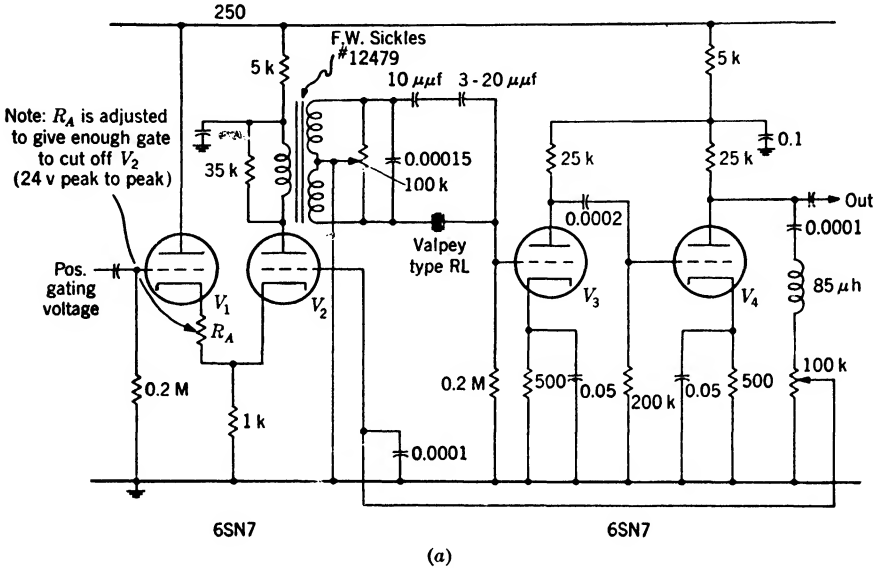 250
F.W. Sickles
#12479
5 k
10 μμf
3-20 μμf
5 k
Note: R_A is adjusted
to give enough gate
to cut off V_2
(24 v peak to peak)
35 k
0.00015
100 k
25 k
25 k
0.1
0.0002
Out
0.0001
Valpey
type RL
Pos.
gating
voltage
V_1
V_2
V_3
V_4
85 μh
R_A
0.2 M
1 k
0.0001
0.2 M
500
0.05
200 k
0.05
500
100 k
6SN7
6SN7
(a)